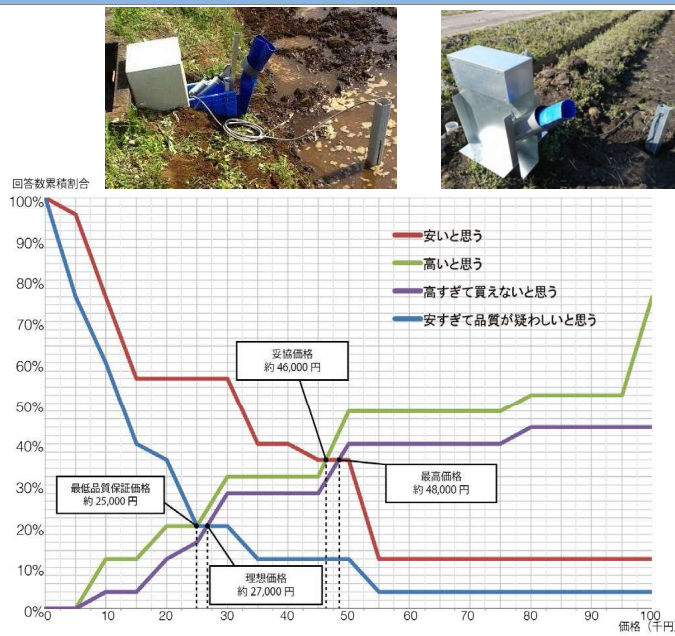 回答数累積割合
100%
90%
80%
70%
60%
50%
40%
30%
20%
10%
0%
安いと思う
高いと思う
高すぎて買えないと思う
安すぎて品質が疑わしいと思う
妥協価格
約 46,000 円
最低品質保証価格
約 25,000 円
最高価格
約 48,000 円
理想価格
約 27,000 円
0 10 20 30 40 50 60 70 80 90 100
価格（千円